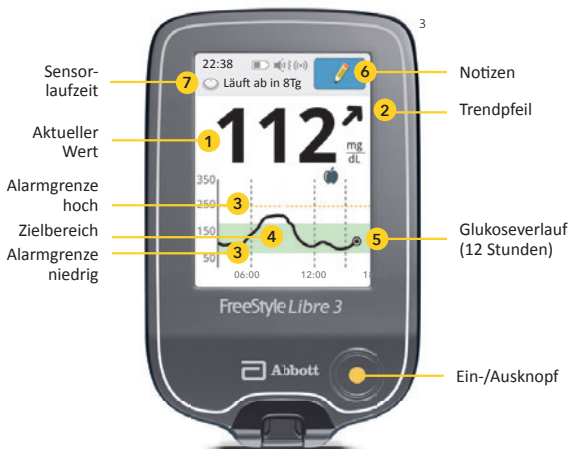 3
22:38
6
Notizen
Sensor-
laufzeit
7
Läuft ab in 8Tg
2
Trendpfeil
Aktueller
Wert
1
112
mg
dL
Alarmgrenze
hoch
350
250
3
Zielbereich
150
4
Alarmgrenze
niedrig
3
50
5
Glukoseverlauf
(12 Stunden)
06:00
12:00
18
FreeStyle Libre 3
Abbott
Ein-/Ausknopf